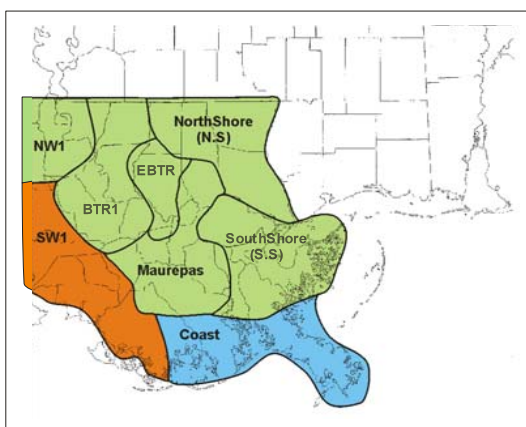 NorthShore
(N.S)
NW1
EBTR
BTR1
SW1
SouthShore
(S.S)
Maurepas
Coast